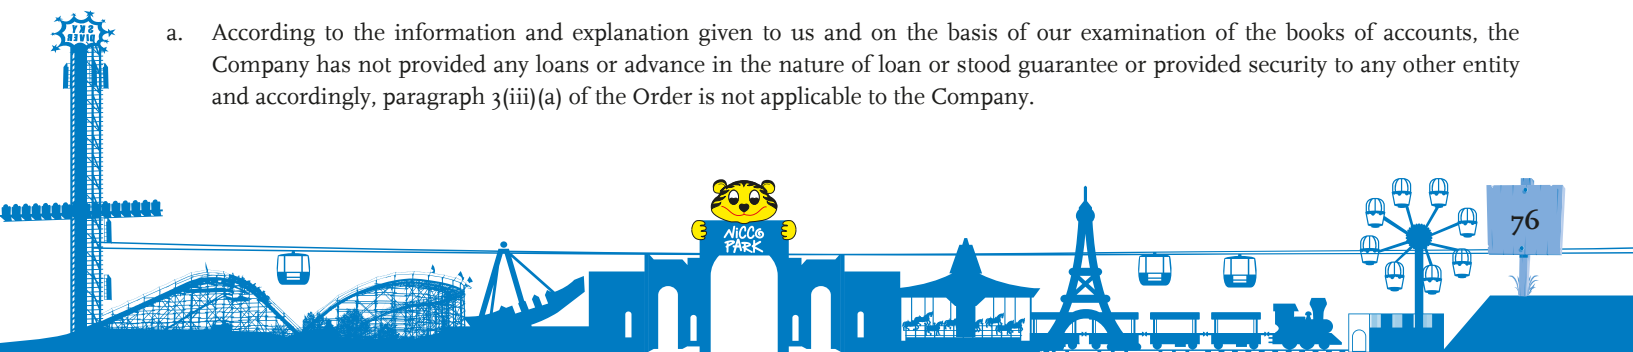 SKY
DIVER
a. According to the information and explanation given to us and on the basis of our examination of the books of accounts, the
Company has not provided any loans or advance in the nature of loan or stood guarantee or provided security to any other entity
and accordingly, paragraph 3(iii)(a) of the Order is not applicable to the Company.
NICCO
PARK
76